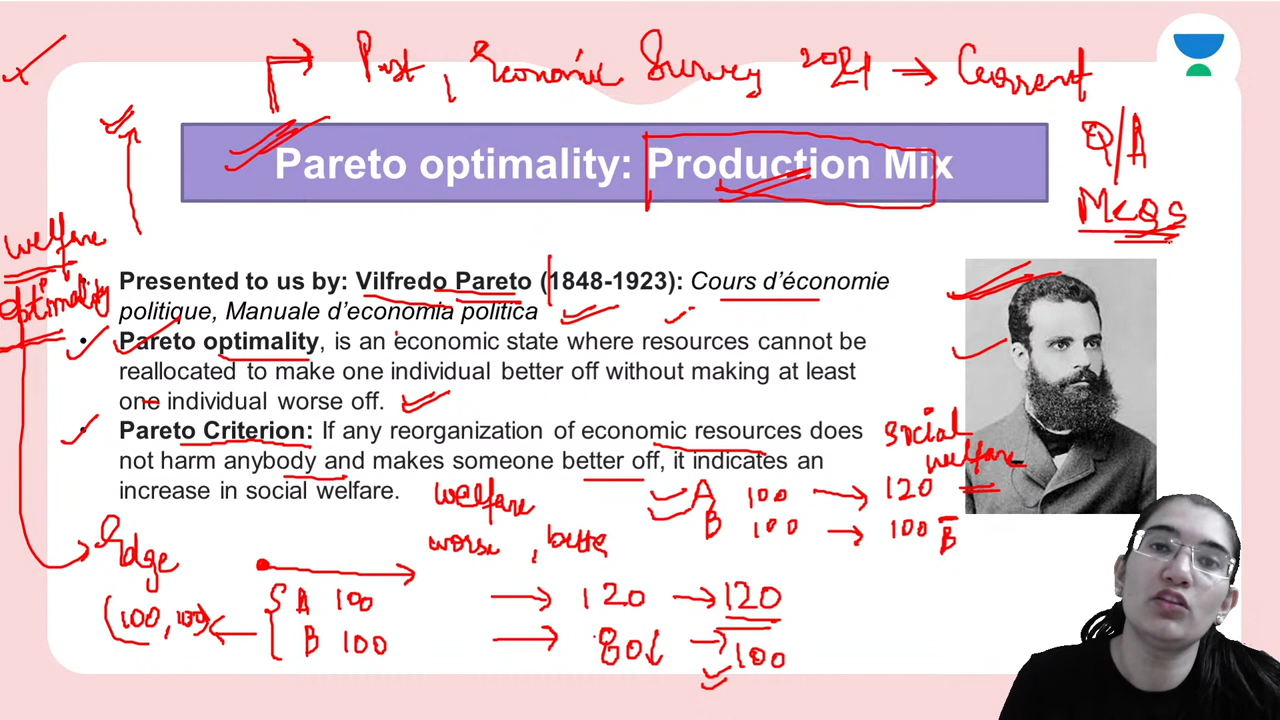 Past, Economic Survey 2021 ⇒ Current
Q/A
MCQs
Pareto optimality: Production Mix
welfare
optimality
Presented to us by: Vilfredo Pareto (1848-1923): Cours d’économie
politique, Manuale d’economia politica
• Pareto optimality, is an economic state where resources cannot be
reallocated to make one individual better off without making at least
one individual worse off.
• Pareto Criterion: If any reorganization of economic resources does
not harm anybody and makes someone better off, it indicates an
increase in social welfare.
social
welfare
A 100 → 120
B 100 → 100 B
welfare
worse, better
Edge
(100, 100)
A 100 → 120 → 120
B 100 → 80↓ → 100